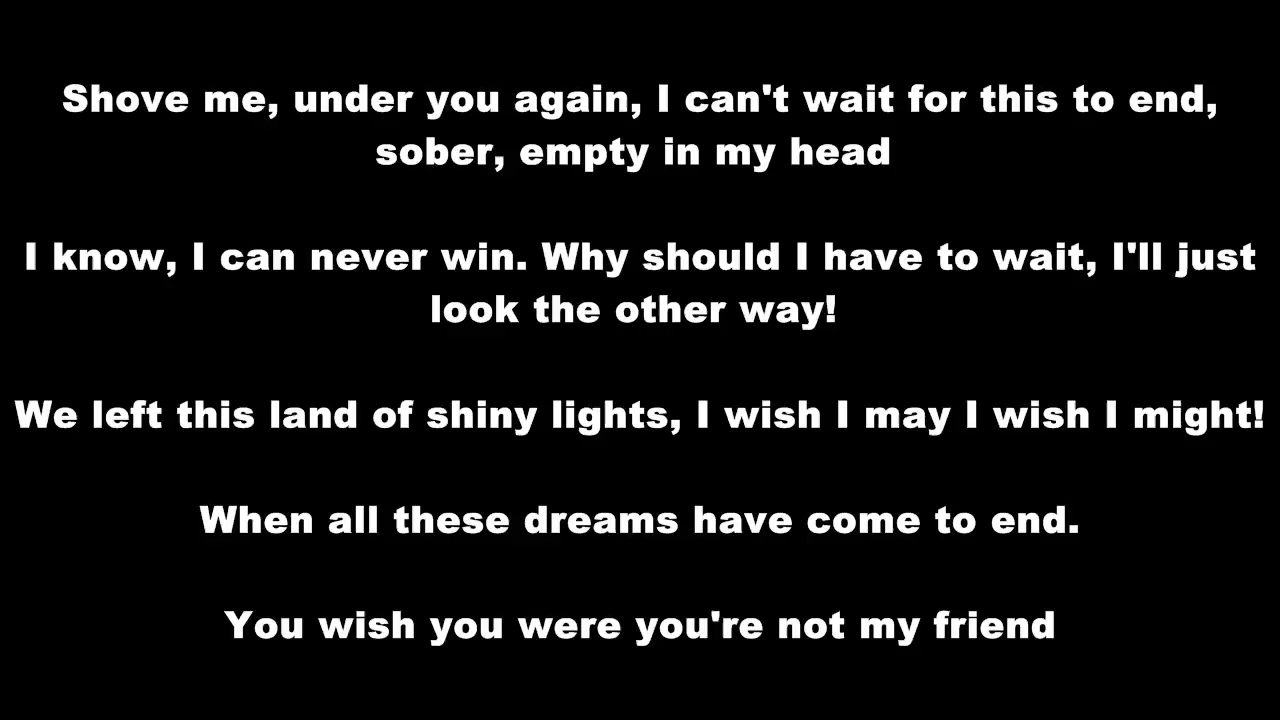 Shove me, under you again, I can't wait for this to end,
sober, empty in my head
I know, I can never win. Why should I have to wait, I'll just
look the other way!
We left this land of shiny lights, I wish I may I wish I might!
When all these dreams have come to end.
You wish you were you're not my friend